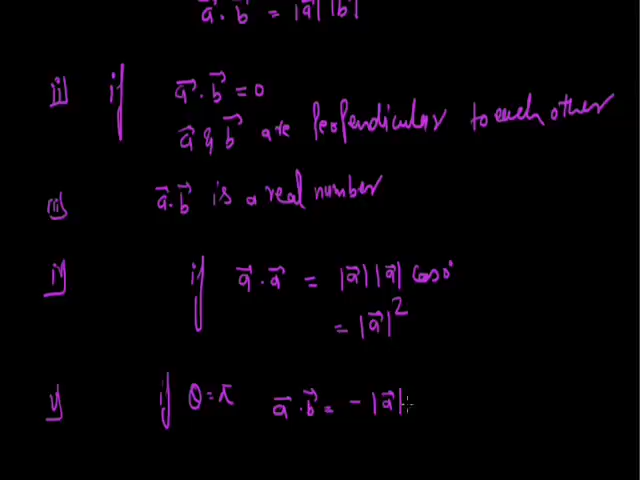 a⃗ . b⃗ = |a⃗| |b⃗|
ii) if a⃗ . b⃗ = 0
a⃗ & b⃗ are perpendicular to each other
iii) a⃗ . b⃗ is a real number
iv) if a⃗ . a⃗ = |a⃗| |a⃗| cos 0°
= |a⃗|²
v) if θ = π a⃗ . b⃗ = - |a⃗|